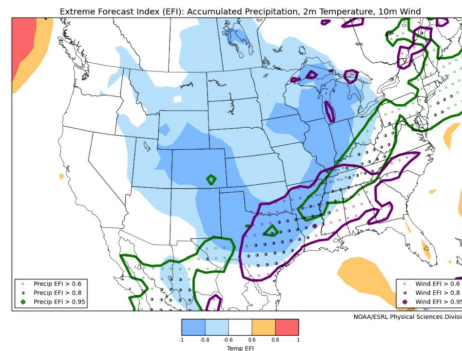 Extreme Forecast Index (EFI): Accumulated Precipitation, 2m Temperature, 10m Wind
Precip EFI > 0.6
Precip EFI > 0.8
Precip EFI > 0.95
Wind EFI > 0.6
Wind EFI > 0.8
Wind EFI > 0.95
NOAA/ESRL Physical Sciences Divisio
-1 -0.8 -0.6 0.6 0.8 1
Temp EFI